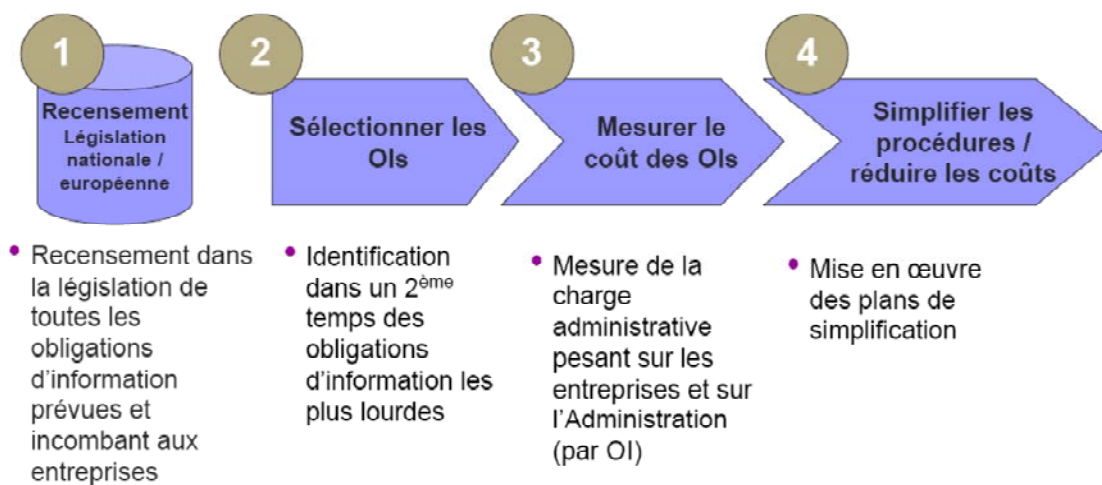 1
Recensement
Législation
nationale /
européenne
2
Sélectionner les
OIs
3
Mesurer le
coût des OIs
4
Simplifier les
procédures /
réduire les coûts
• Recensement dans
la législation de
toutes les
obligations
d'information
prévues et
incombant aux
entreprises
• Identification
dans un 2ème
temps des
obligations
d'information les
plus lourdes
• Mesure de la
charge
administrative
pesant sur les
entreprises et sur
l'Administration
(par OI)
• Mise en œuvre
des plans de
simplification